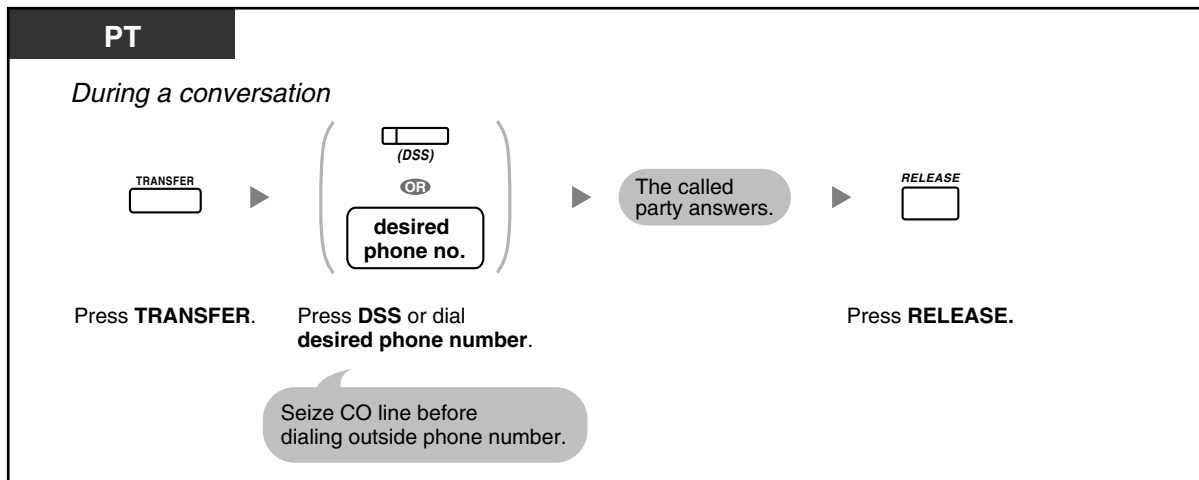 PT
During a conversation
TRANSFER
(DSS)
OR
desired
phone no.
The called
party answers.
RELEASE
Press TRANSFER.
Press DSS or dial
desired phone number.
Press RELEASE.
Seize CO line before
dialing outside phone number.